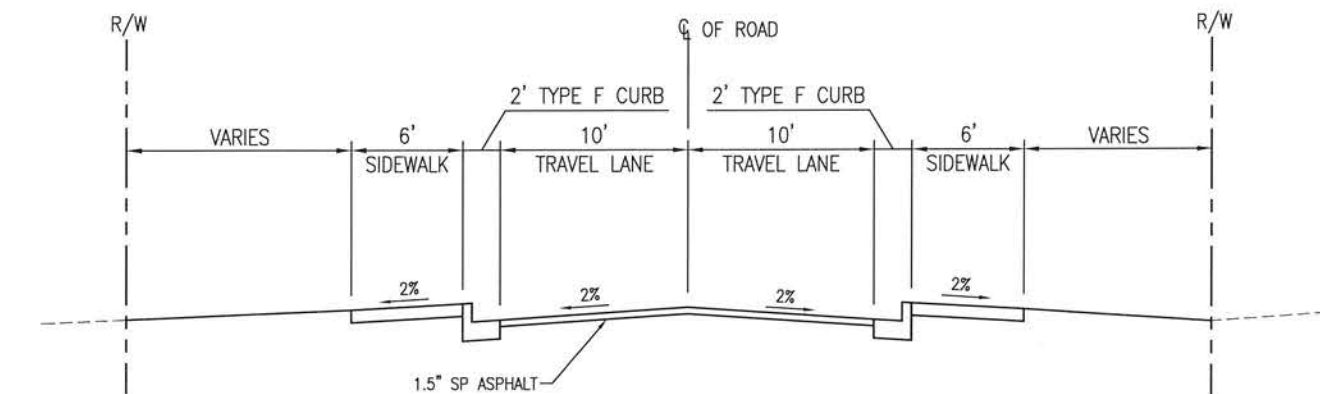 R/W
℄ OF ROAD
R/W
2' TYPE F CURB
2' TYPE F CURB
VARIES
6'
10'
10'
6'
VARIES
SIDEWALK
TRAVEL LANE
TRAVEL LANE
SIDEWALK
2%
2%
2%
2%
1.5" SP ASPHALT